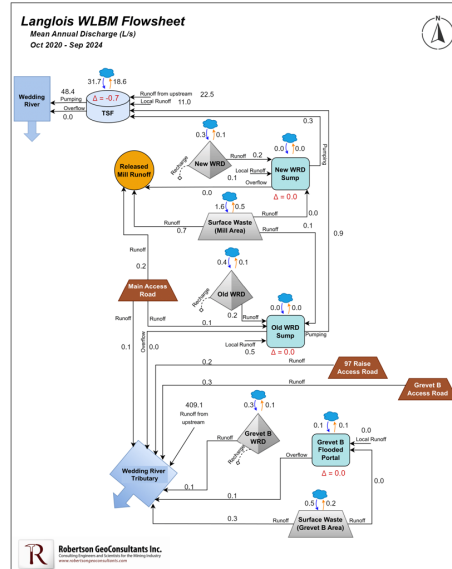 Langlois WLBM Flowsheet
Mean Annual Discharge (L/s)
Oct 2020 - Sep 2024
N
31.7
18.6
Wedding
River
48.4
Pumping
Overflow
0.0
Δ = -0.7
TSF
Runoff from upstream
22.5
Local Runoff
11.0
0.3
Pumping
0.3
0.1
0.0
0.0
Released
Mill Runoff
Recharge
New WRD
Runoff
0.2
Local Runoff
0.1
Overflow
0.0
New WRD
Sump
Δ = 0.0
1.6
0.5
Runoff
0.7
Surface Waste
(Mill Area)
Runoff
0.0
Runoff
0.1
0.9
Runoff
0.2
0.4
0.1
0.0
0.0
Main Access
Road
Recharge
Old WRD
0.2
Runoff
Runoff
0.1
Old WRD
Sump
Pumping
Local Runoff
0.5
Δ = 0.0
Runoff
0.1
Overflow
0.0
0.2
Runoff
97 Raise
Access Road
0.3
Runoff
Grevet B
Access Road
409.1
Runoff from
upstream
0.3
0.1
0.1
0.1
Runoff
Grevet B
WRD
Recharge
0.1
Overflow
0.1
Grevet B
Flooded
Portal
Δ = 0.0
0.0
Local Runoff
0.0
Wedding River
Tributary
0.5
0.2
0.3
Runoff
Surface Waste
(Grevet B Area)
Runoff
R
Robertson GeoConsultants Inc.
Consulting Engineers and Scientists for the Mining Industry
www.robertsongeoconsultants.com